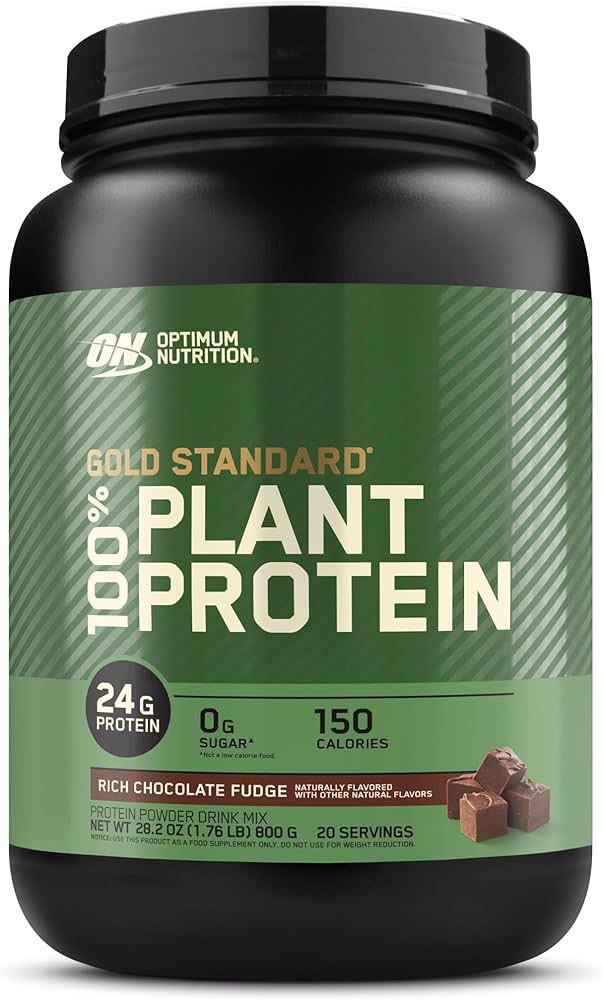 ON OPTIMUM
NUTRITION®
GOLD STANDARD®
100% PLANT
PROTEIN
24G
PROTEIN
0G
SUGAR▲
▲Not a low calorie food.
150
CALORIES
RICH CHOCOLATE FUDGE NATURALLY FLAVORED
WITH OTHER NATURAL FLAVORS
PROTEIN POWDER DRINK MIX
NET WT 28.2 OZ (1.76 LB) 800 G 20 SERVINGS
NOTICE: USE THIS PRODUCT AS A FOOD SUPPLEMENT ONLY. DO NOT USE FOR WEIGHT REDUCTION.